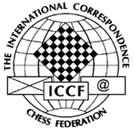 THE INTERNATIONAL CORRESPONDENCE
ICCF @
CHESS FEDERATION